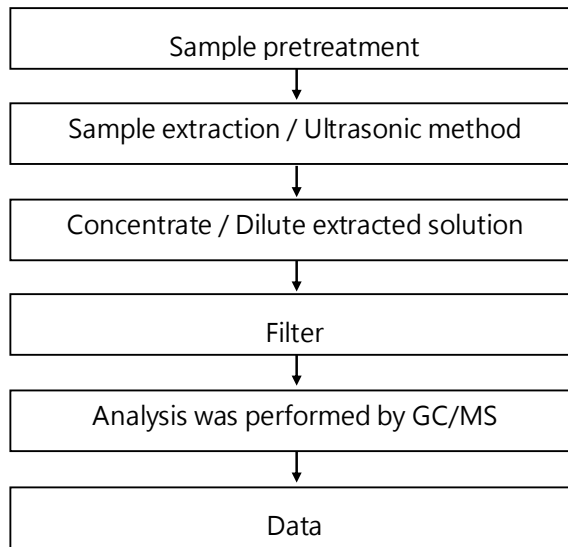 Sample pretreatment
Sample extraction / Ultrasonic method
Concentrate / Dilute extracted solution
Filter
Analysis was performed by GC/MS
Data